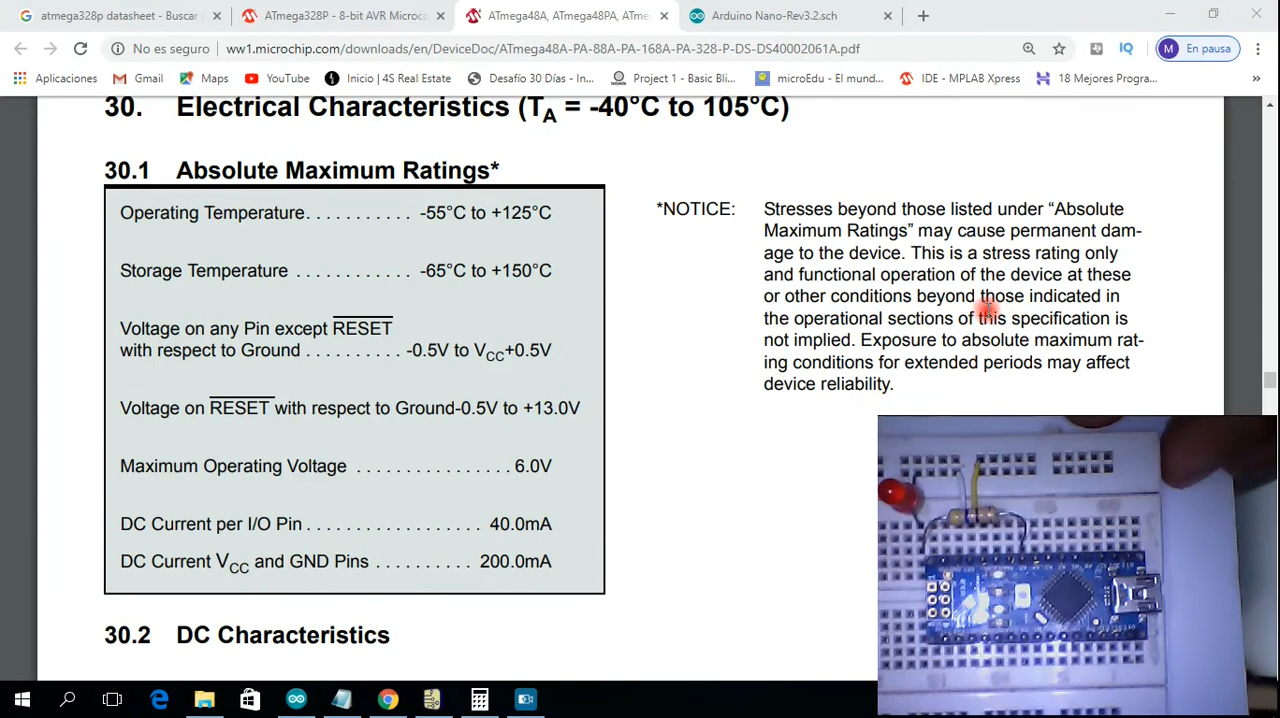 atmega328p datasheet - Buscar c
ATmega328P - 8-bit AVR Microco
ATmega48A, ATmega48PA, ATme
Arduino Nano-Rev3.2.sch
No es seguro
ww1.microchip.com/downloads/en/DeviceDoc/ATmega48A-PA-88A-PA-168A-PA-328-P-DS-DS40002061A.pdf
IQ
M En pausa
Aplicaciones
Gmail
Maps
YouTube
Inicio | 4S Real Estate
Desafío 30 Días - In...
Project 1 - Basic Bli...
microEdu - El mund...
IDE - MPLAB Xpress
18 Mejores Progra...
30. Electrical Characteristics (TA = -40°C to 105°C)
30.1 Absolute Maximum Ratings*
Operating Temperature. . . . . . . . . . . -55°C to +125°C
Storage Temperature . . . . . . . . . . . . -65°C to +150°C
Voltage on any Pin except RESET
with respect to Ground . . . . . . . . . . -0.5V to VCC+0.5V
Voltage on RESET with respect to Ground-0.5V to +13.0V
Maximum Operating Voltage . . . . . . . . . . . . . . . . 6.0V
DC Current per I/O Pin . . . . . . . . . . . . . . . . . . 40.0mA
DC Current VCC and GND Pins . . . . . . . . . . 200.0mA
*NOTICE: Stresses beyond those listed under “Absolute
Maximum Ratings” may cause permanent dam-
age to the device. This is a stress rating only
and functional operation of the device at these
or other conditions beyond those indicated in
the operational sections of this specification is
not implied. Exposure to absolute maximum rat-
ing conditions for extended periods may affect
device reliability.
30.2 DC Characteristics